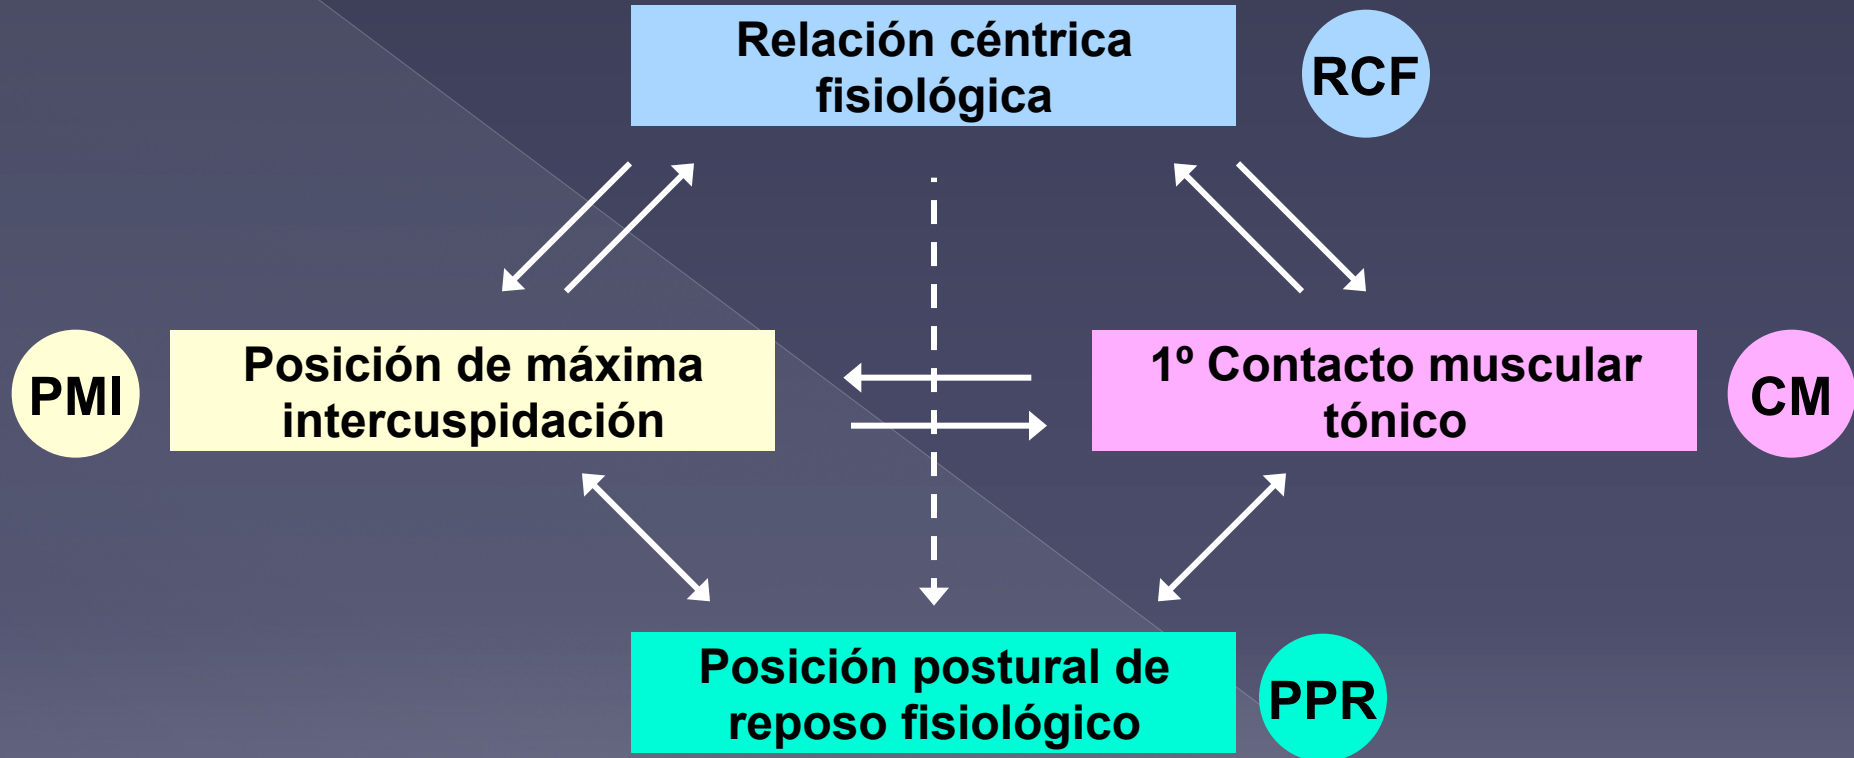 Relación céntrica
fisiológica
RCF
PMI
Posición de máxima
intercuspidación
1º Contacto muscular
tónico
CM
Posición postural de
reposo fisiológico
PPR